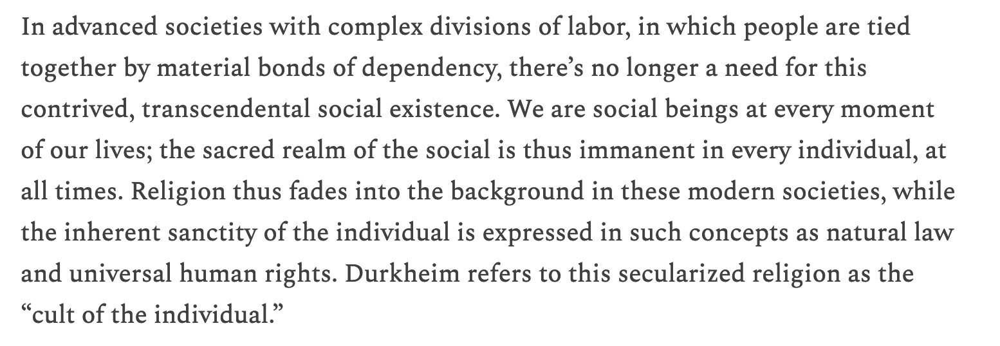 In advanced societies with complex divisions of labor, in which people are tied
together by material bonds of dependency, there’s no longer a need for this
contrived, transcendental social existence. We are social beings at every moment
of our lives; the sacred realm of the social is thus immanent in every individual, at
all times. Religion thus fades into the background in these modern societies, while
the inherent sanctity of the individual is expressed in such concepts as natural law
and universal human rights. Durkheim refers to this secularized religion as the
“cult of the individual.”